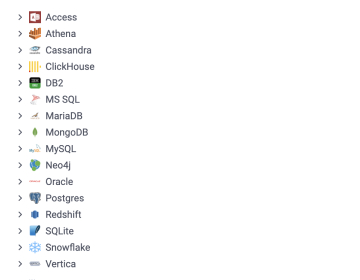 Access
Athena
Cassandra
ClickHouse
DB2
MS SQL
MariaDB
MongoDB
MySQL
Neo4j
Oracle
Postgres
Redshift
SQLite
Snowflake
Vertica